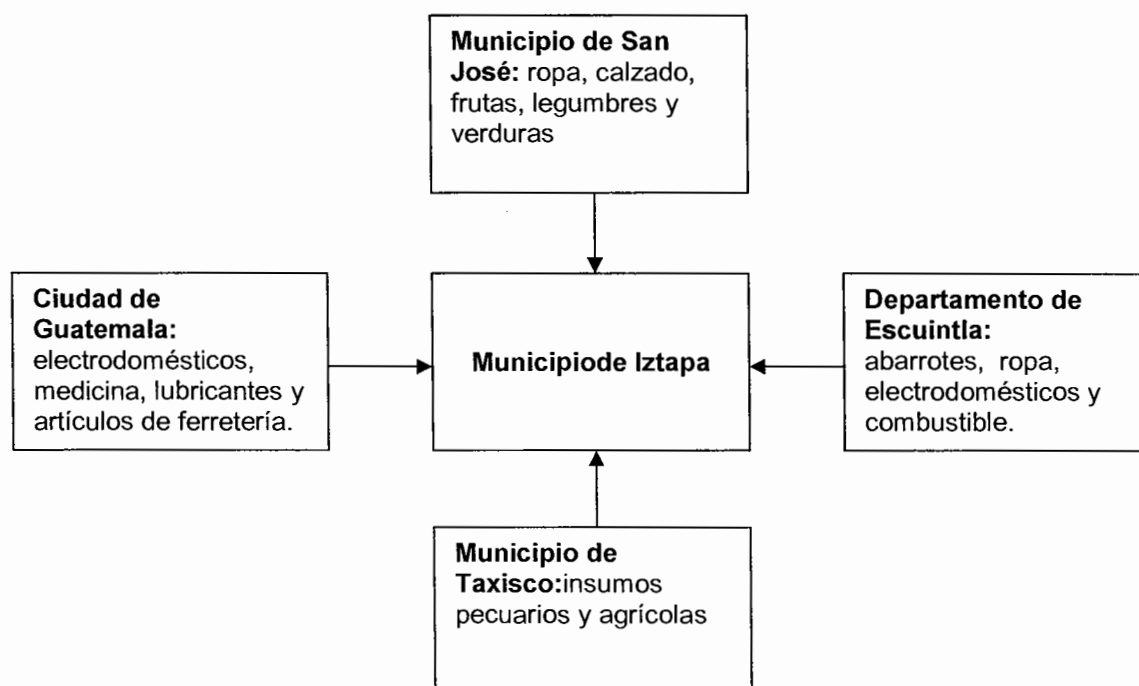 Municipio de San
José: ropa, calzado,
frutas, legumbres y
verduras
Ciudad de
Guatemala:
electrodomésticos,
medicina, lubricantes y
artículos de ferretería.
Municipiode Iztapa
Departamento de
Escuintla:
abarrotes, ropa,
electrodomésticos y
combustible.
Municipio de
Taxisco:insumos
pecuarios y agrícolas